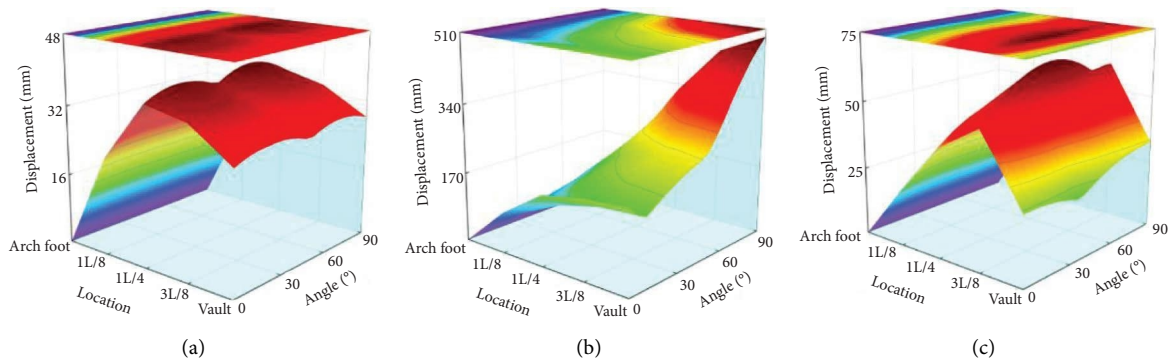 48
32
16
Displacement (mm)
Arch foot
1L/8
1L/4
3L/8
Vault
Location
0
30
60
90
Angle (°)
(a)
510
340
170
Displacement (mm)
Arch foot
1L/8
1L/4
3L/8
Vault
Location
0
30
60
90
Angle (°)
(b)
75
50
25
Displacement (mm)
Arch foot
1L/8
1L/4
3L/8
Vault
Location
0
30
60
90
Angle (°)
(c)